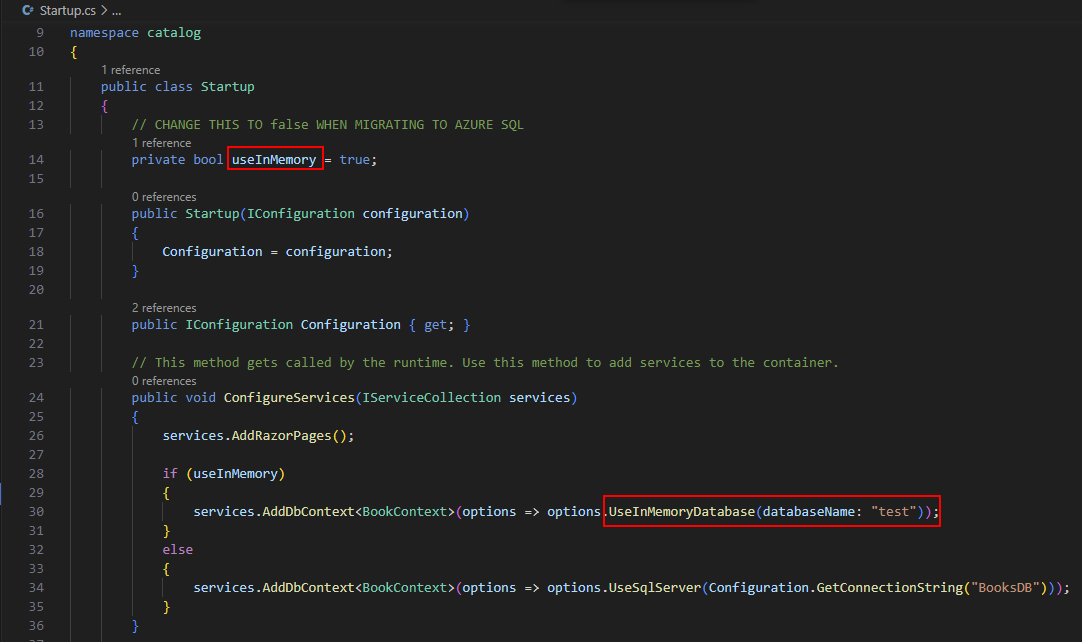 Startup.cs > ...
9 namespace catalog
10 {
1 reference
11 public class Startup
12 {
13 // CHANGE THIS TO false WHEN MIGRATING TO AZURE SQL
1 reference
14 private bool useInMemory = true;
15
0 references
16 public Startup(IConfiguration configuration)
17 {
18 Configuration = configuration;
19 }
20
2 references
21 public IConfiguration Configuration { get; }
22
23 // This method gets called by the runtime. Use this method to add services to the container.
0 references
24 public void ConfigureServices(IServiceCollection services)
25 {
26 services.AddRazorPages();
27
28 if (useInMemory)
29 {
30 services.AddDbContext<BookContext>(options => options.UseInMemoryDatabase(databaseName: "test"));
31 }
32 else
33 {
34 services.AddDbContext<BookContext>(options => options.UseSqlServer(Configuration.GetConnectionString("BooksDB")));
35 }
36 }